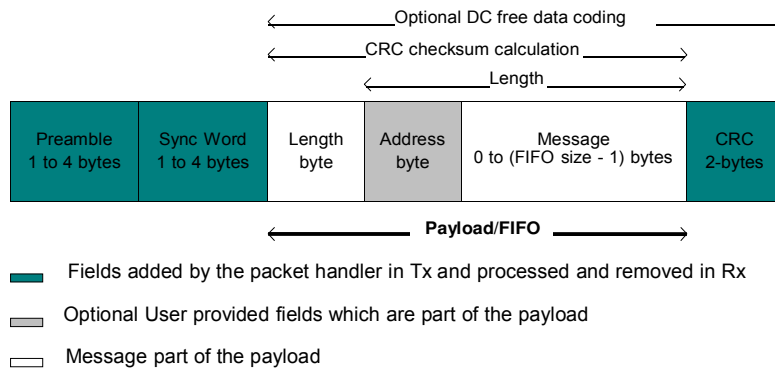 Optional DC free data coding
CRC checksum calculation
Length
Preamble
1 to 4 bytes
Sync Word
1 to 4 bytes
Length
byte
Address
byte
Message
0 to (FIFO size - 1) bytes
CRC
2-bytes
Payload/FIFO
Fields added by the packet handler in Tx and processed and removed in Rx
Optional User provided fields which are part of the payload
Message part of the payload